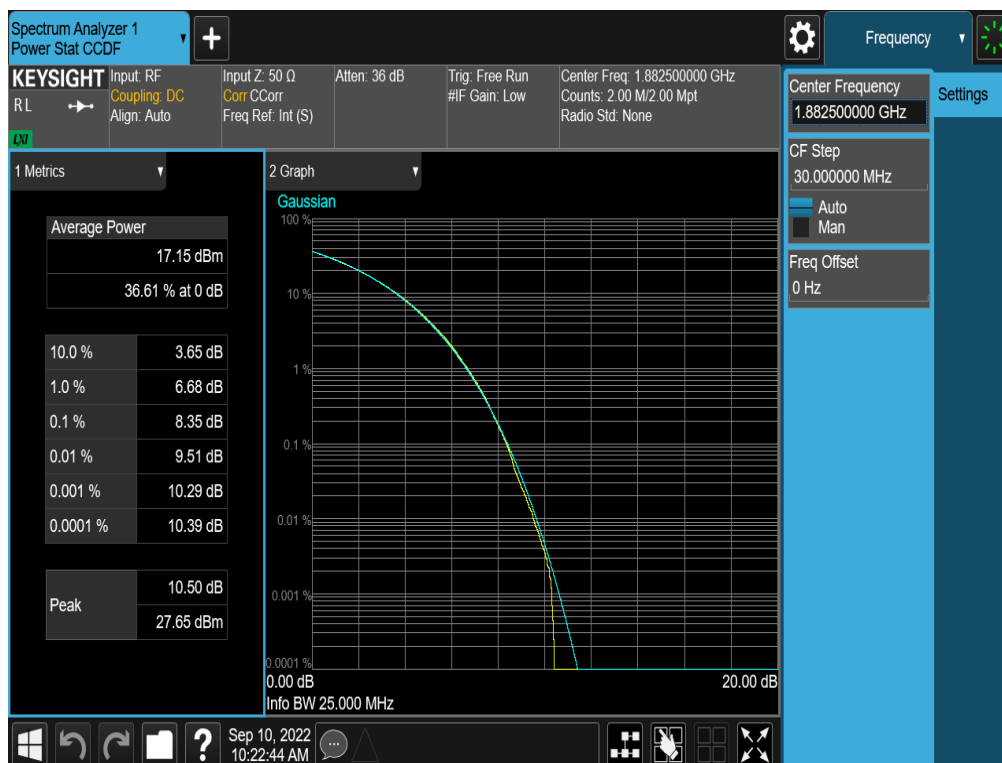 Spectrum Analyzer 1
Power Stat CCDF
Frequency
KEYSIGHT
RL
LXI
Input: RF
Coupling: DC
Align: Auto
Input Z: 50 Ω
Corr CCorr
Freq Ref: Int (S)
Atten: 36 dB
Trig: Free Run
#IF Gain: Low
Center Freq: 1.882500000 GHz
Counts: 2.00 M/2.00 Mpt
Radio Std: None
Center Frequency
1.882500000 GHz
Settings
CF Step
30.000000 MHz
Auto
Man
Freq Offset
0 Hz
1 Metrics
Average Power
17.15 dBm
36.61 % at 0 dB
10.0 % 3.65 dB
1.0 % 6.68 dB
0.1 % 8.35 dB
0.01 % 9.51 dB
0.001 % 10.29 dB
0.0001 % 10.39 dB
Peak 10.50 dB
27.65 dBm
2 Graph
Gaussian
100 %
10 %
1 %
0.1 %
0.01 %
0.001 %
0.0001 %
0.00 dB 20.00 dB
Info BW 25.000 MHz
?
Sep 10, 2022
10:22:44 AM